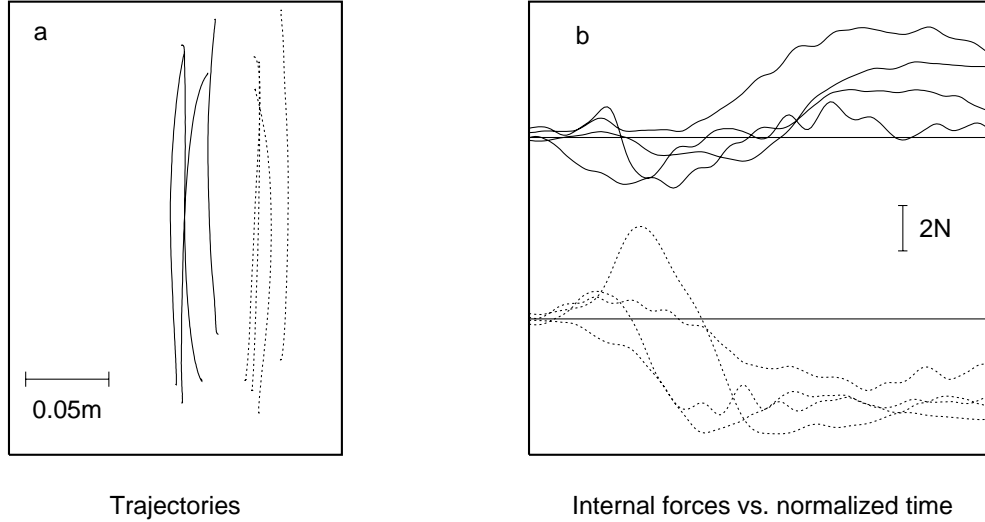 a
b
2N
0.05m
Trajectories
Internal forces vs. normalized time